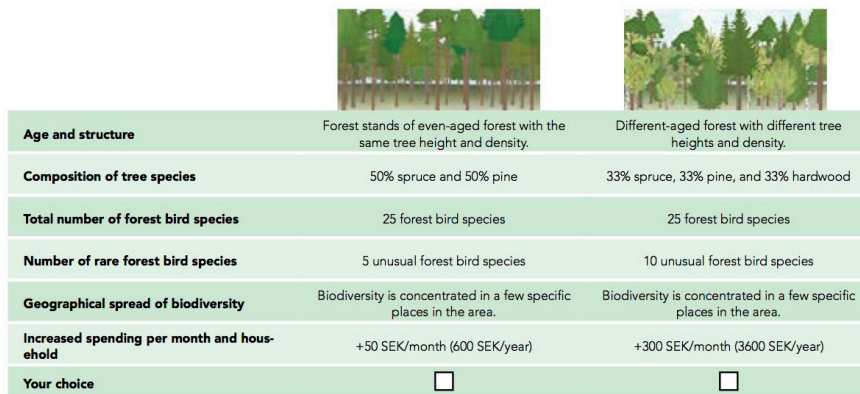 Age and structure
Forest stands of even-aged forest with the
same tree height and density.
Different-aged forest with different tree
heights and density.
Composition of tree species
50% spruce and 50% pine
33% spruce, 33% pine, and 33% hardwood
Total number of forest bird species
25 forest bird species
25 forest bird species
Number of rare forest bird species
5 unusual forest bird species
10 unusual forest bird species
Geographical spread of biodiversity
Biodiversity is concentrated in a few specific
places in the area.
Biodiversity is concentrated in a few specific
places in the area.
Increased spending per month and hous-
ehold
+50 SEK/month (600 SEK/year)
+300 SEK/month (3600 SEK/year)
Your choice